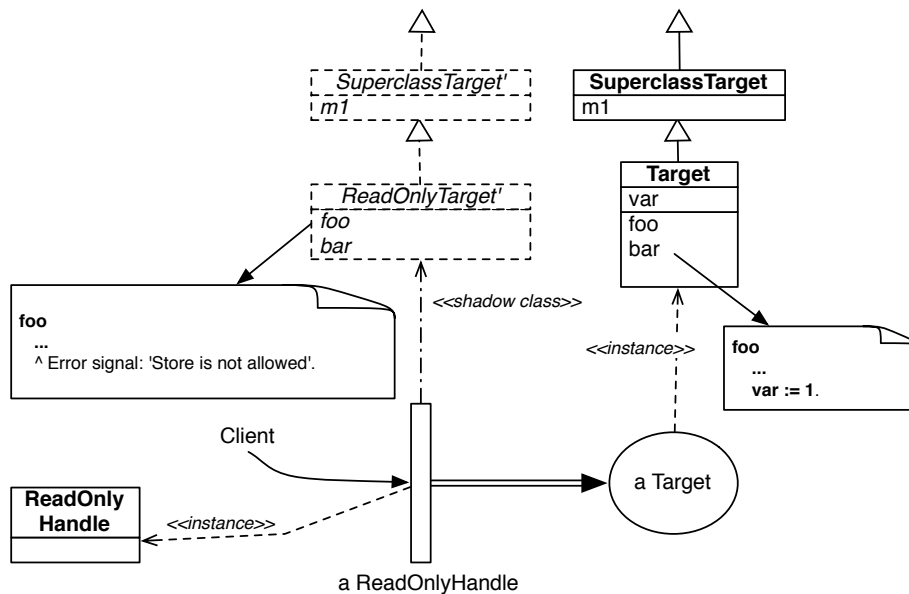 SuperclassTarget'
m1
SuperclassTarget
m1
ReadOnlyTarget'
foo
bar
Target
var
foo
bar
<<shadow class>>
<<instance>>
foo
...
^ Error signal: 'Store is not allowed'.
foo
...
var := 1.
Client
a Target
ReadOnly
Handle
<<instance>>
a ReadOnlyHandle